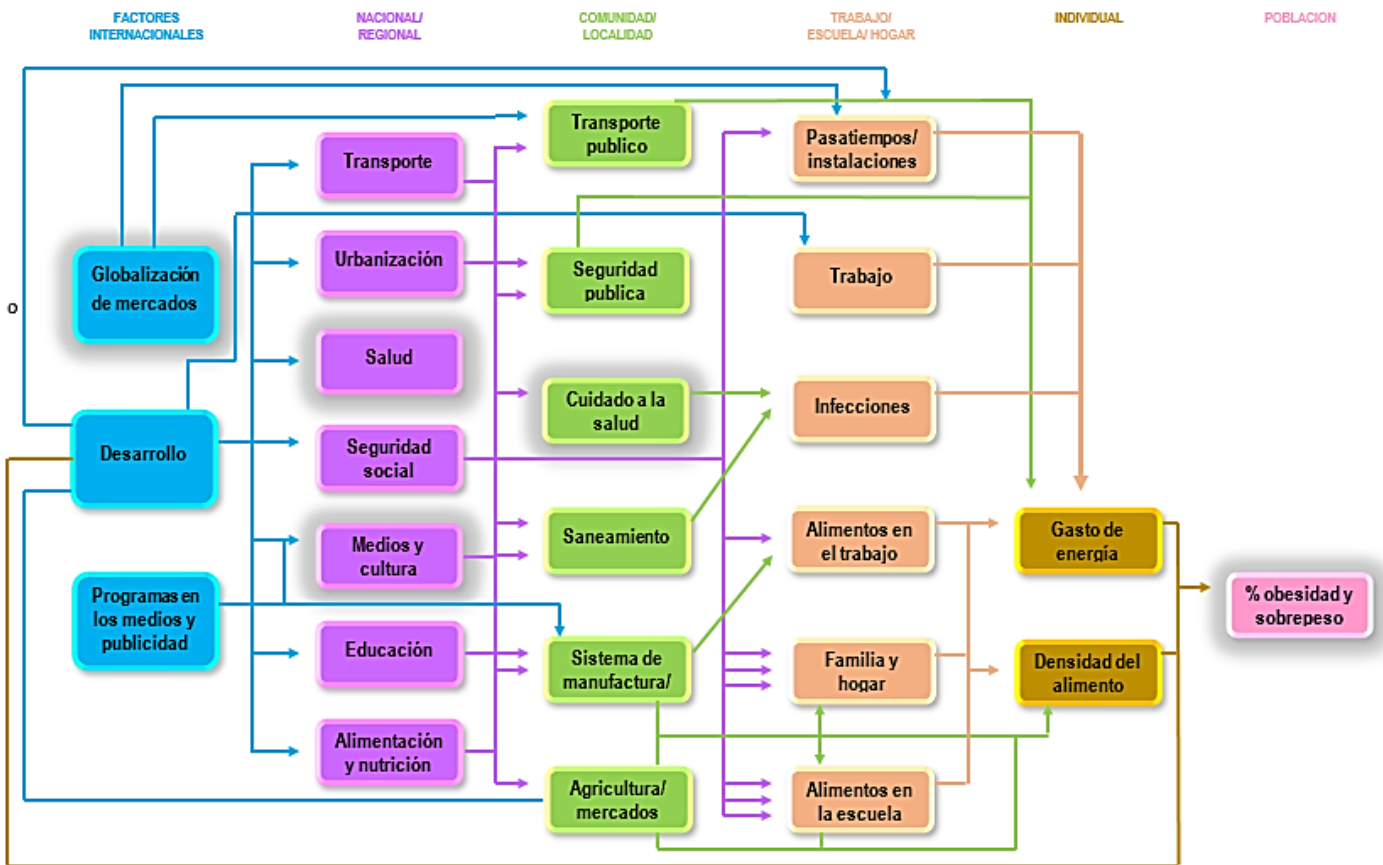 FACTORES
INTERNACIONALES
NACIONAL/
REGIONAL
COMUNIDAD/
LOCALIDAD
TRABAJO/
ESCUELA/ HOGAR
INDIVIDUAL
POBLACION
Globalización
de mercados
O
Desarrollo
Programas en
los medios y
publicidad
Transporte
Urbanización
Salud
Seguridad
social
Medios y
cultura
Educación
Alimentación
y nutrición
Transporte
publico
Seguridad
publica
Cuidado a la
salud
Saneamiento
Sistema de
manufactura/
Agricultura/
mercados
Pasatiempos/
instalaciones
Trabajo
Infecciones
Alimentos en
el trabajo
Familia y
hogar
Alimentos en
la escuela
Gasto de
energía
Densidad del
alimento
% obesidad y
sobrepeso